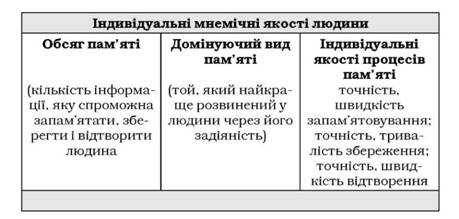 Індивідуальні мнемічні якості людини
Обсяг пам’яті
(кількість інформа-
ції, яку спроможна
запам’ятати, збе-
регти і відтворити
людина
Домінуючий вид
пам’яті
(той, який найкра-
ще розвинений у
людини через його
задіяність)
Індивідуальні
якості процесів
пам’яті
точність,
швидкість
запам’ятовування;
точність, трива-
лість збереження;
точність, швид-
кість відтворення